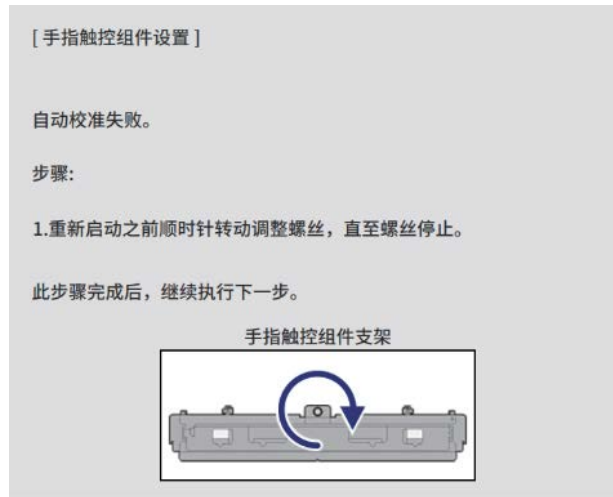 [ 手指触控组件设置 ]
自动校准失败。
步骤:
1.重新启动之前顺时针转动调整螺丝，直至螺丝停止。
此步骤完成后，继续执行下一步。
手指触控组件支架